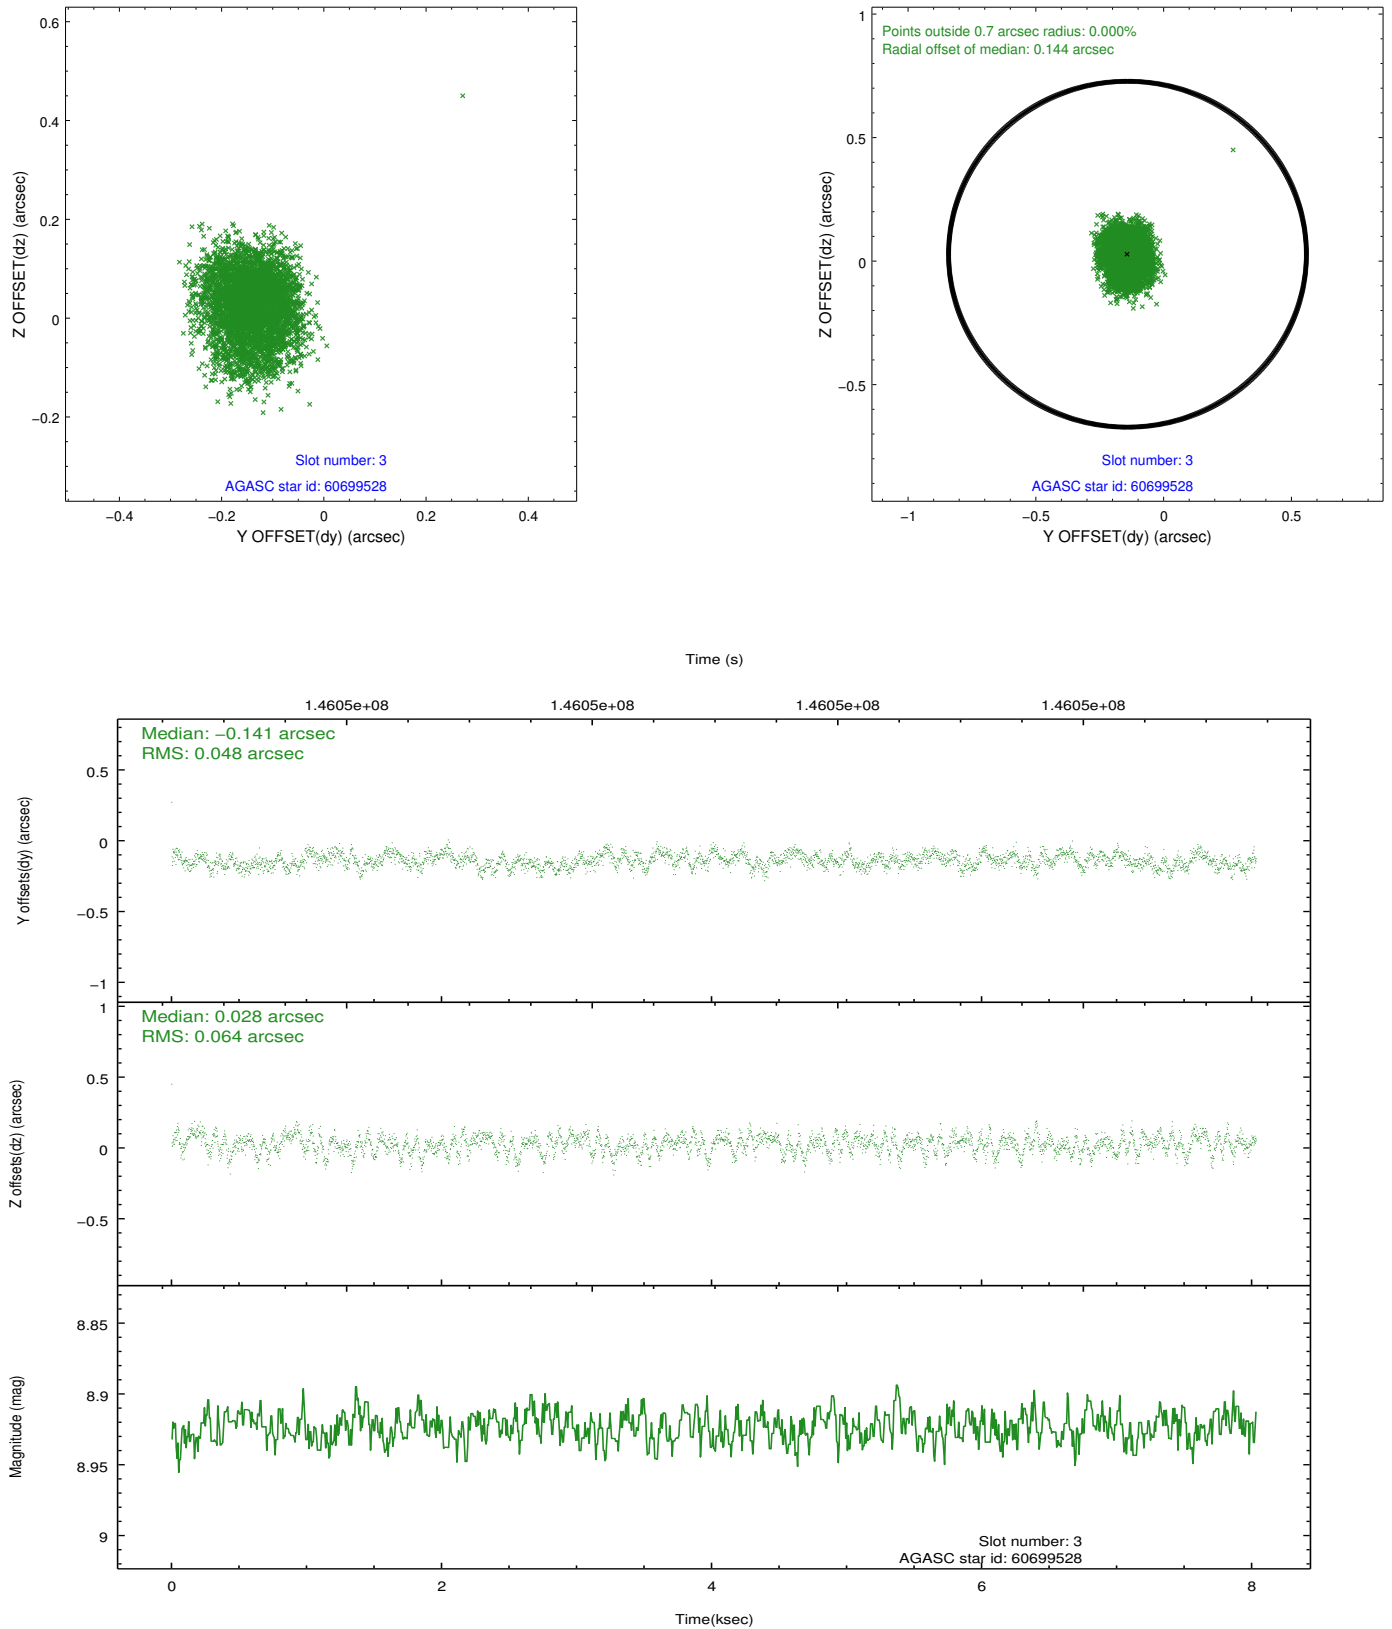 0.6
0.4
0.2
0
−0.2
Z OFFSET(dz) (arcsec)
Slot number: 3
AGASC star id: 60699528
−0.4
−0.2
0
0.2
0.4
Y OFFSET(dy) (arcsec)
1
0.5
0
−0.5
Z OFFSET(dz) (arcsec)
Points outside 0.7 arcsec radius: 0.000%
Radial offset of median: 0.144 arcsec
Slot number: 3
AGASC star id: 60699528
−1
−0.5
0
0.5
Y OFFSET(dy) (arcsec)
Time (s)
1.4605e+08
1.4605e+08
1.4605e+08
1.4605e+08
Median: −0.141 arcsec
RMS: 0.048 arcsec
0.5
0
−0.5
−1
Y offsets(dy) (arcsec)
Median: 0.028 arcsec
RMS: 0.064 arcsec
1
0.5
0
−0.5
Z offsets(dz) (arcsec)
8.85
8.9
8.95
9
Magnitude (mag)
Slot number: 3
AGASC star id: 60699528
0
2
4
6
8
Time(ksec)